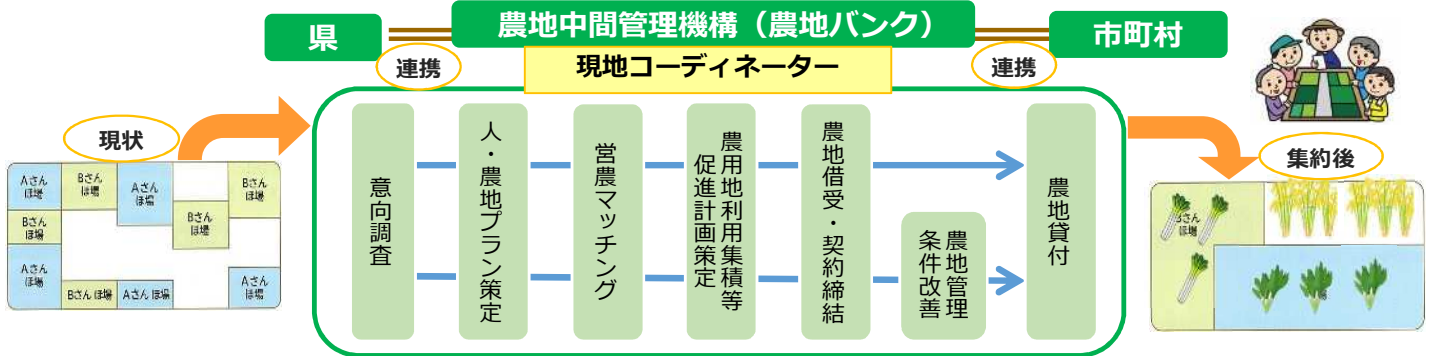 県
農地中間管理機構（農地バンク）
市町村
連携
現地コーディネーター
連携
現状
Aさん
ほ場
Bさん
ほ場
Aさん
ほ場
Bさん
ほ場
Bさん
ほ場
Bさん
ほ場
Aさん
ほ場
Bさん ほ場
Aさん ほ場
Aさん
ほ場
意向調査
人・農地プラン策定
営農マッチング
農用地利用集積等
促進計画策定
農地借受・契約締結
農地管理
条件改善
農地貸付
集約後
Bさん
ほ場